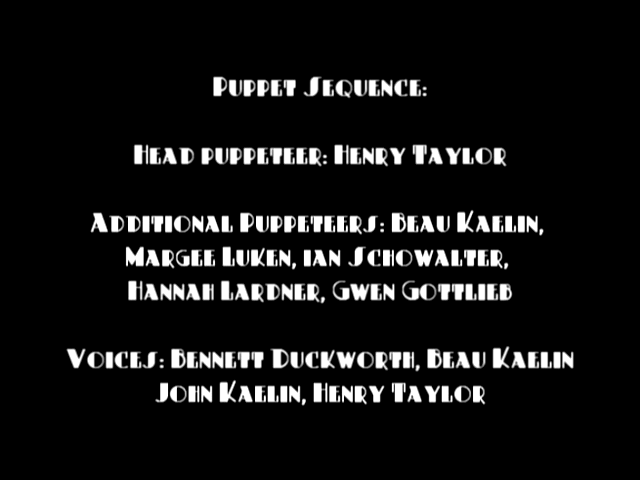 Puppet Sequence:
Head puppeteer: Henry Taylor
Additional Puppeteers: Beau Kaelin,
Margee Luken, Ian Schowalter,
Hannah Lardner, Gwen Gottlieb
Voices: Bennett Duckworth, Beau Kaelin
John Kaelin, Henry Taylor